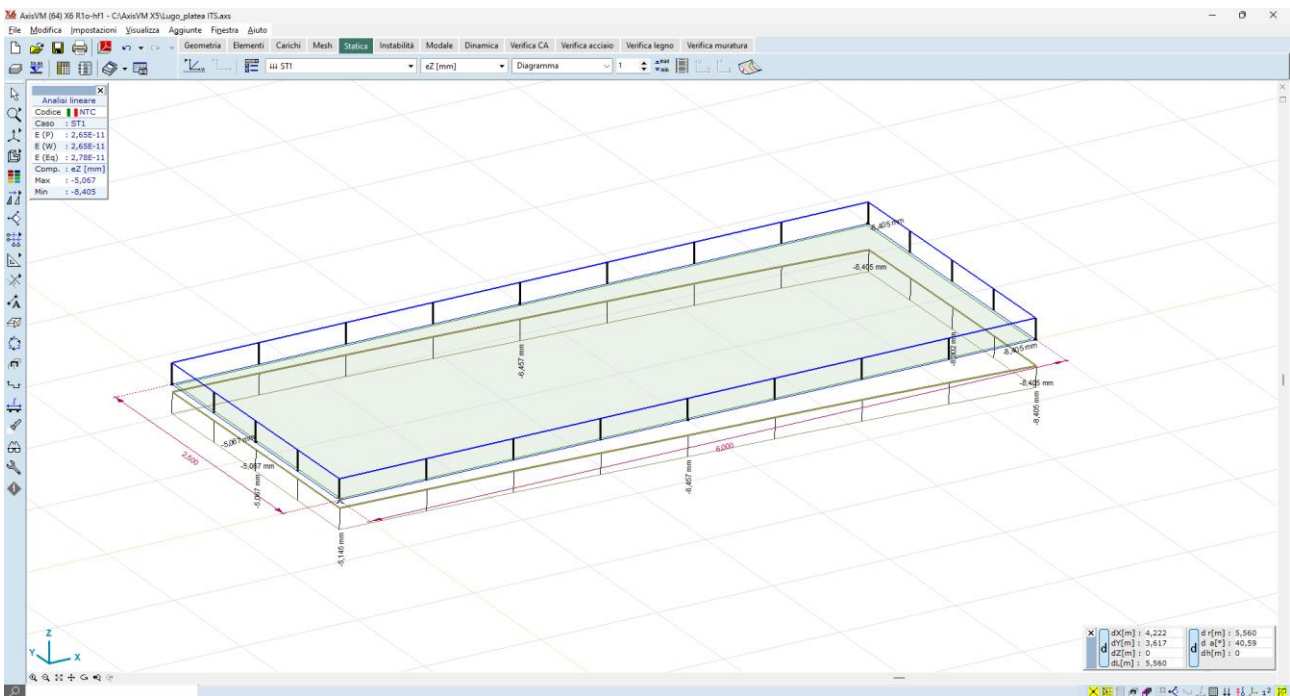 AxisVM (64) X6 R1o-hf1 - C:\AxisVM X5\Lugo_platea ITS.axs
File Modifica Impostazioni Visualizza Aggiunte Finestra Aiuto
Geometria Elementi Carichi Mesh Statica Instabilità Modale Dinamica Verifica CA Verifica acciaio Verifica legno Verifica muratura
ST1 eZ [mm] Diagramma 1
Analisi lineare
Codice NTC
Caso : ST1
E (P) : 2,65E-11
E (W) : 2,65E-11
E (Eq) : 2,78E-11
Comp. : eZ [mm]
Max : -5,067
Min : -8,405
-8,405 mm
-8,405 mm
-6,457 mm
-8,002 mm
-8,405 mm
-8,405 mm
-8,405 mm
6,000
-6,457 mm
2,500
-5,067 mm
-5,067 mm
-5,067 mm
-5,145 mm
Z
Y
X
d
dX[m] : 4,222
dY[m] : 3,617
dZ[m] : 0
dL[m] : 5,560
d
d r[m] : 5,560
d a[°] : 40,59
dh[m] : 0